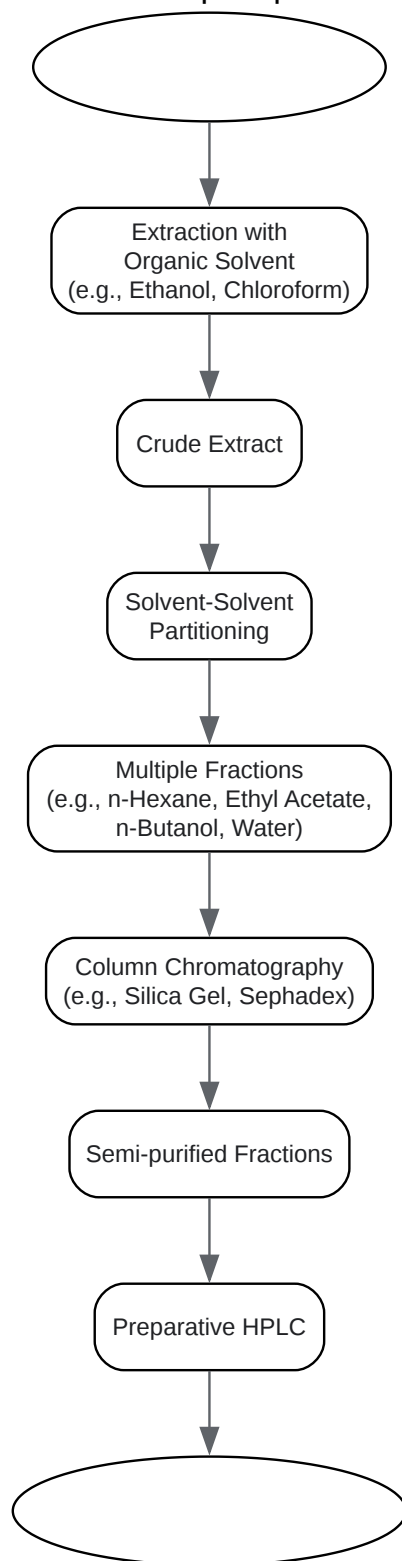 Extraction with
Organic Solvent
(e.g., Ethanol, Chloroform)
Crude Extract
Solvent-Solvent
Partitioning
Multiple Fractions
(e.g., n-Hexane, Ethyl Acetate,
n-Butanol, Water)
Column Chromatography
(e.g., Silica Gel, Sephadex)
Semi-purified Fractions
Preparative HPLC